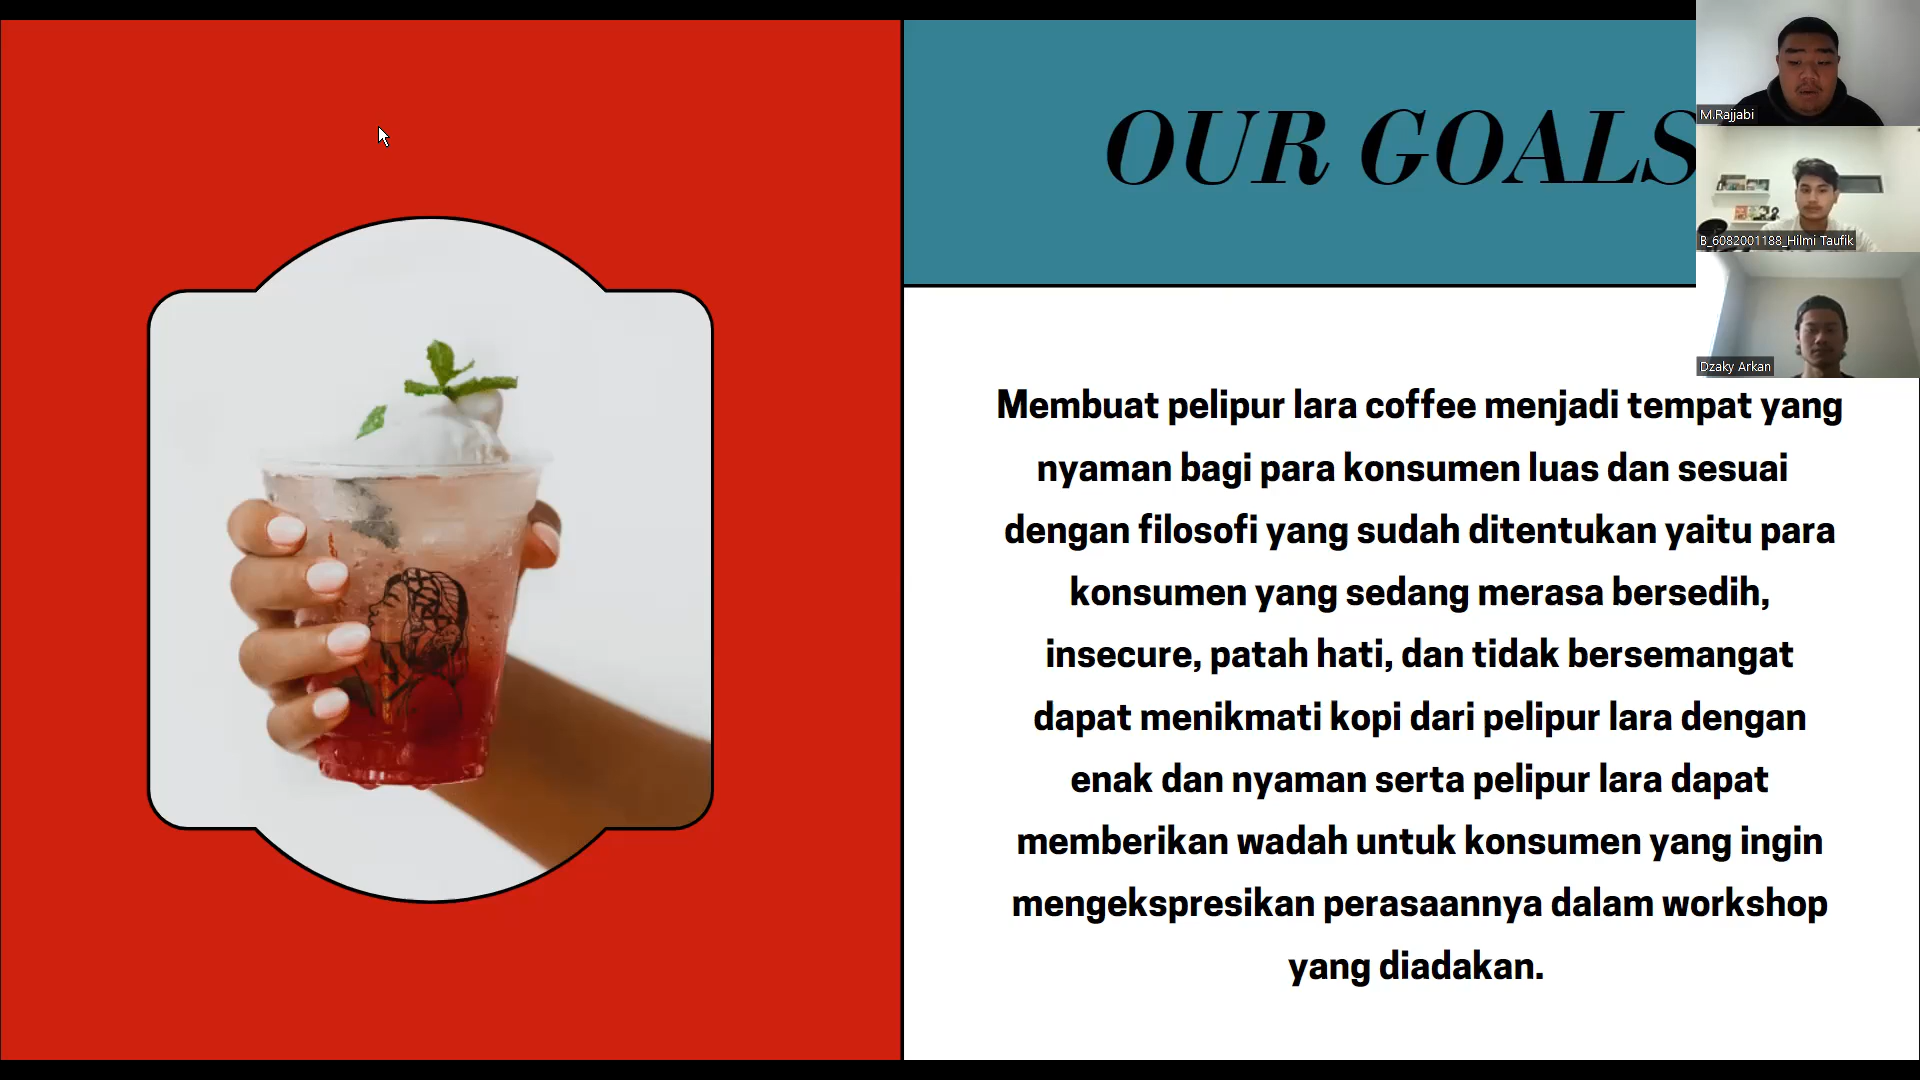 OUR GOALS
M.Rajjabi
B_6082001188_Hilmi Taufik
Dzaky Arkan
Membuat pelipur lara coffee menjadi tempat yang
nyaman bagi para konsumen luas dan sesuai
dengan filosofi yang sudah ditentukan yaitu para
konsumen yang sedang merasa bersedih,
insecure, patah hati, dan tidak bersemangat
dapat menikmati kopi dari pelipur lara dengan
enak dan nyaman serta pelipur lara dapat
memberikan wadah untuk konsumen yang ingin
mengekspresikan perasaannya dalam workshop
yang diadakan.